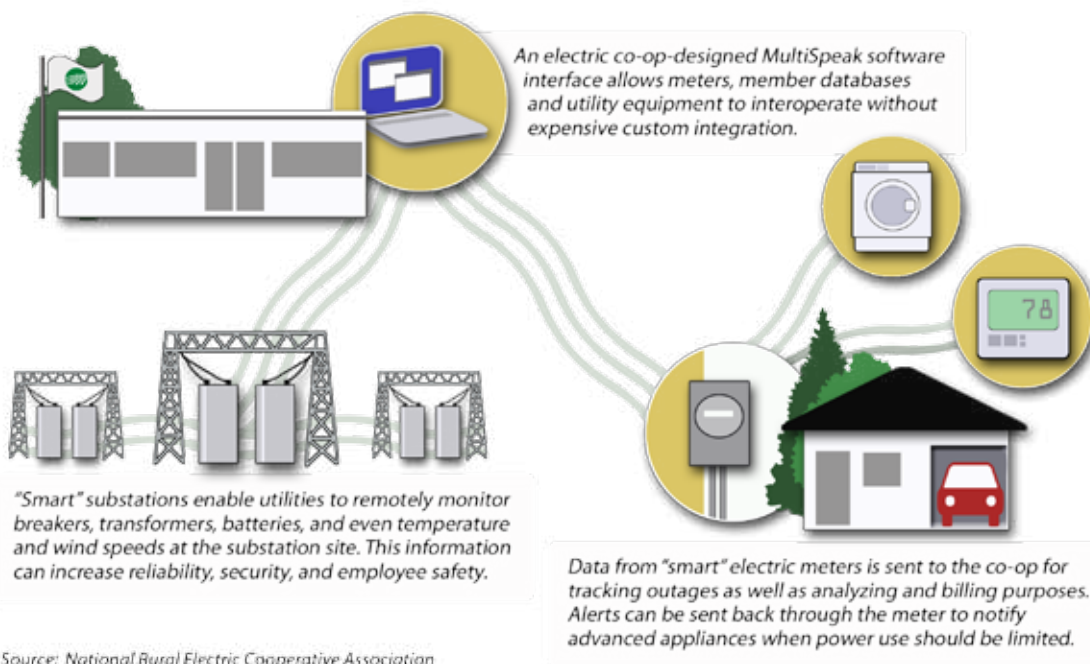 An electric co-op-designed MultiSpeak software
interface allows meters, member databases
and utility equipment to interoperate without
expensive custom integration.
78
"Smart" substations enable utilities to remotely monitor
breakers, transformers, batteries, and even temperature
and wind speeds at the substation site. This information
can increase reliability, security, and employee safety.
Data from "smart" electric meters is sent to the co-op for
tracking outages as well as analyzing and billing purposes.
Alerts can be sent back through the meter to notify
advanced appliances when power use should be limited.
Source: National Rural Electric Cooperative Association